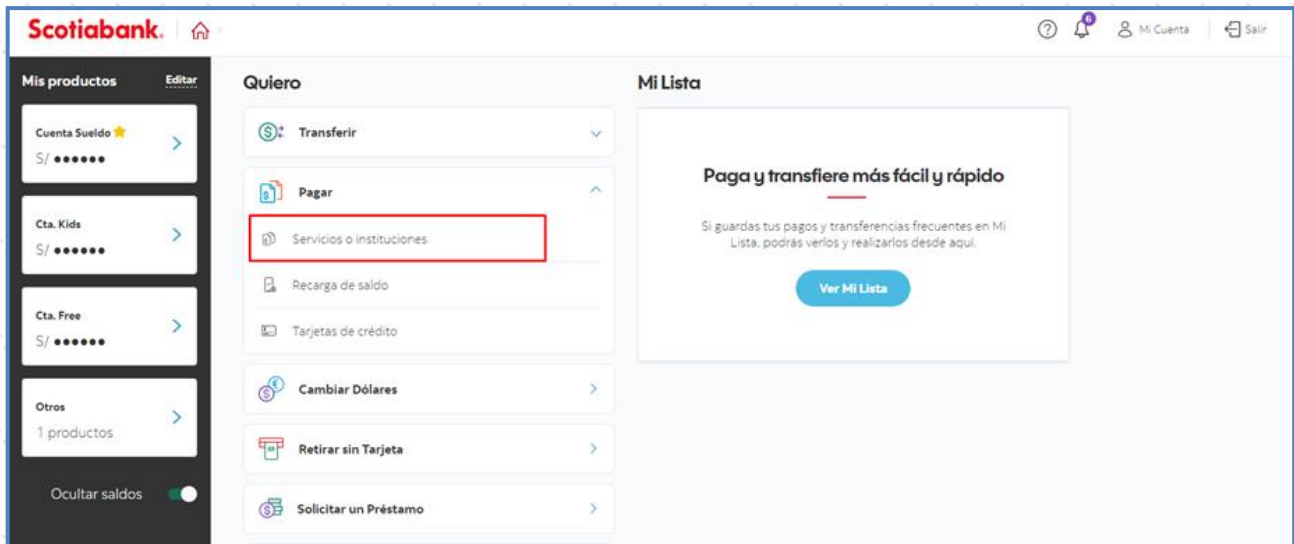 Scotiabank.
6
Mi Cuenta
Salir
Mis productos
Editar
Cuenta Sueldo
S/ ●●●●●●
Cta. Kids
S/ ●●●●●●
Cta. Free
S/ ●●●●●●
Otros
1 productos
Ocultar saldos
Quiero
Transferir
Pagar
Servicios o instituciones
Recarga de saldo
Tarjetas de crédito
Cambiar Dólares
Retirar sin Tarjeta
Solicitar un Préstamo
Mi Lista
Paga y transfiere más fácil y rápido
Si guardas tus pagos y transferencias frecuentes en Mi
Lista, podrás verlos y realizarlos desde aquí.
Ver Mi Lista